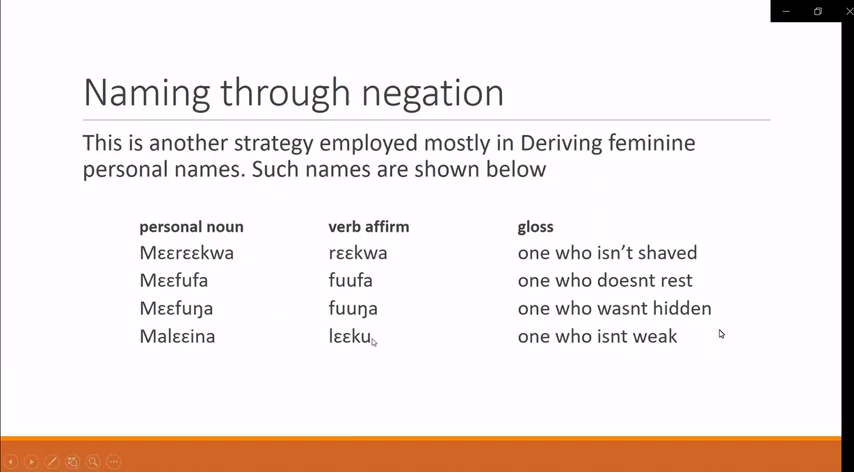 Naming through negation
This is another strategy employed mostly in Deriving feminine
personal names. Such names are shown below
personal noun verb affirm gloss
Mɛɛrɛɛkwa rɛɛkwa one who isn’t shaved
Mɛɛfufa fuufa one who doesnt rest
Mɛɛfuŋa fuuŋa one who wasnt hidden
Malɛɛina lɛɛku one who isnt weak